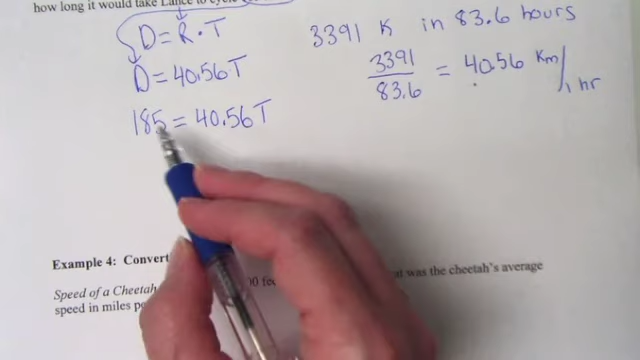 how long it would take Lance to cycle
D = R · T
3391 K in 83.6 hours
D = 40.56T
3391 / 83.6 = 40.56 Km/hr
185 = 40.56T
Example 4: Convert
Speed of a Cheetah 00 fe at was the cheetah's average
speed in miles p